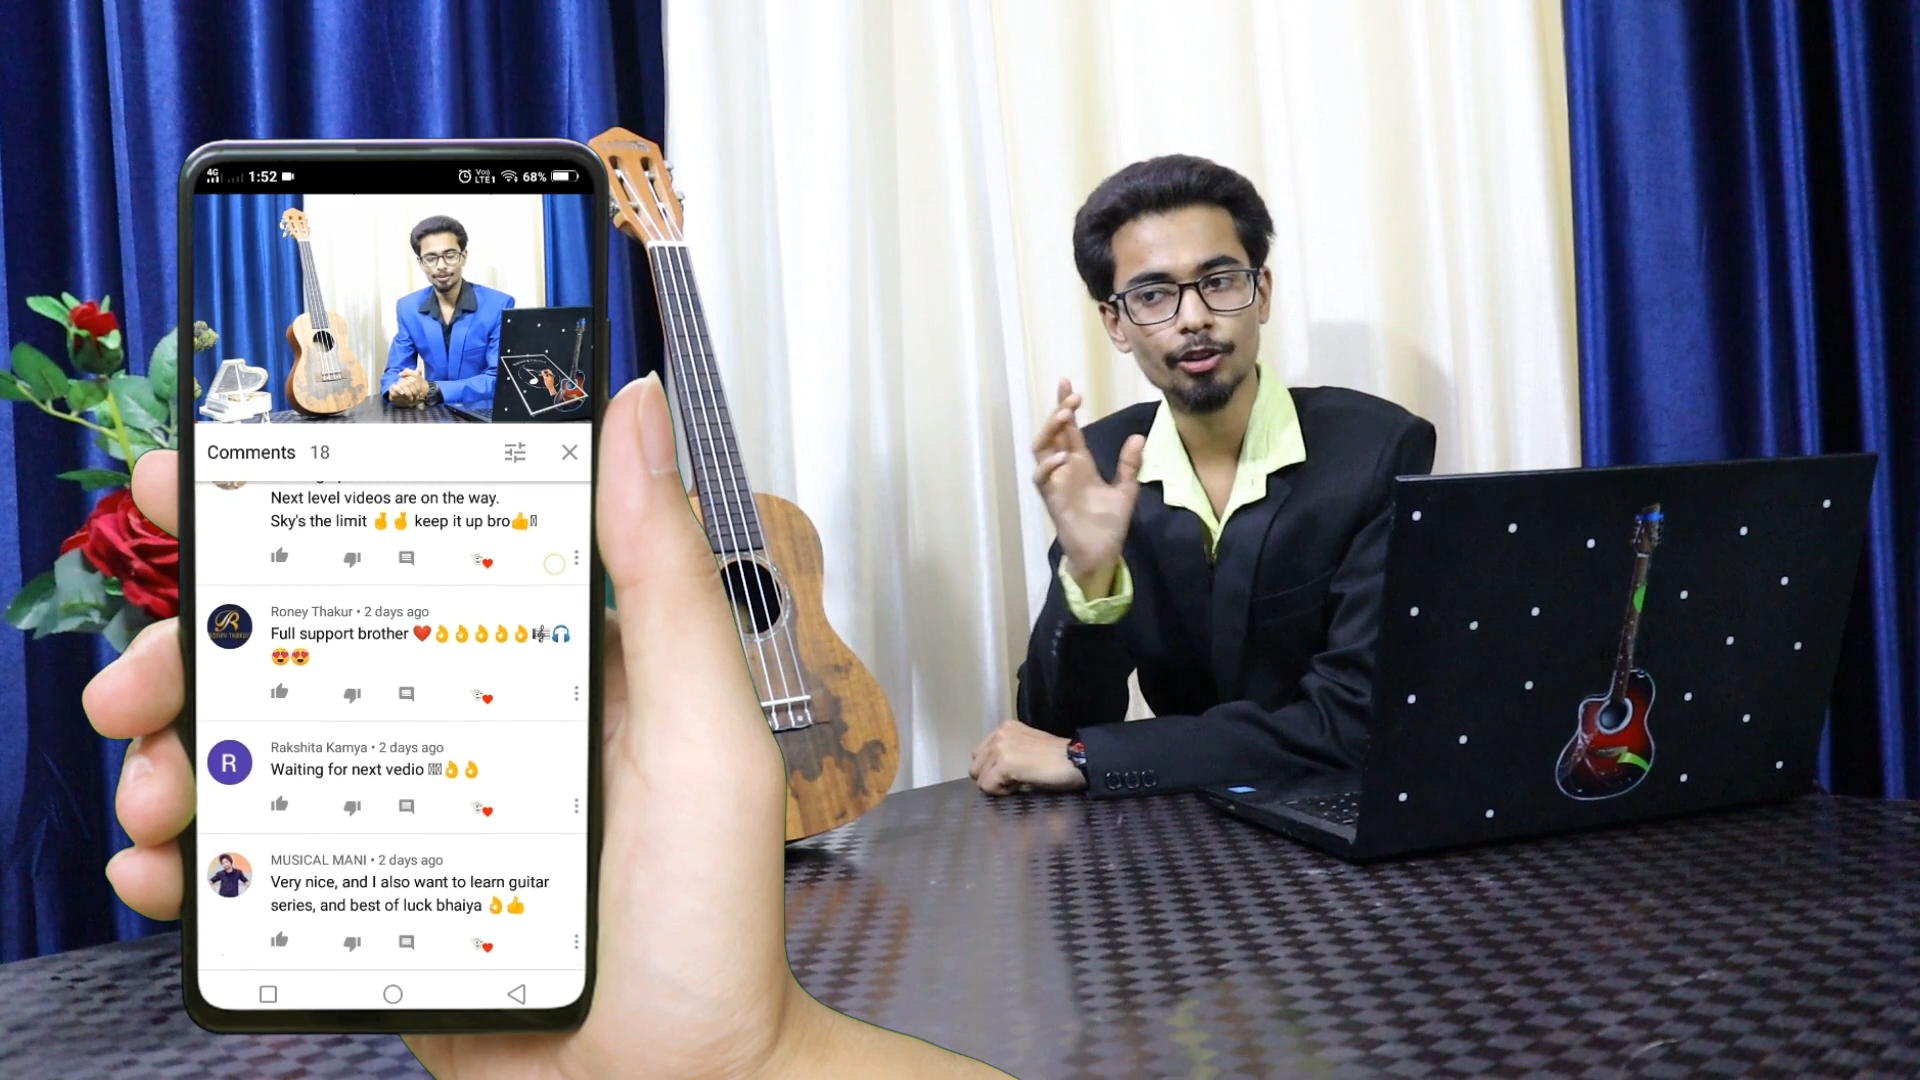 4G 1:52 VoLTE1 68%
Comments 18
Next level videos are on the way.
Sky's the limit 🤞🤞 keep it up bro👍
Roney Thakur • 2 days ago
Full support brother ❤️👌👌👌👌👌🎼🎧
😍😍
R
Rakshita Kamya • 2 days ago
Waiting for next vedio 👌👌
MUSICAL MANI • 2 days ago
Very nice, and I also want to learn guitar
series, and best of luck bhaiya 👌👍